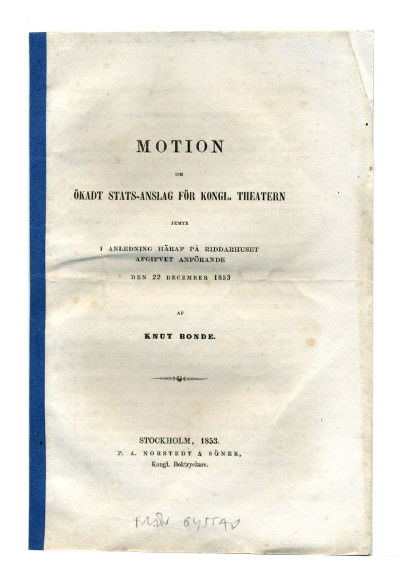 MOTION
OM
ÖKADT STATS-ANSLAG FÖR KONGL. THEATERN
JEMTE
I ANLEDNING HÄRAF PÅ RIDDARHUSET
AFGIFVET ANFÖRANDE
DEN 22 DECEMBER 1853
AF
KNUT BONDE.
STOCKHOLM, 1853.
P. A. NORSTEDT & SÖNER,
Kongl. Boktryckare.
FRÅN